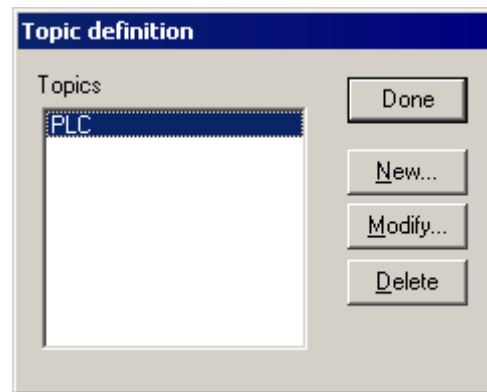 Topic definition
Topics
PLC
Done
New...
Modify...
Delete